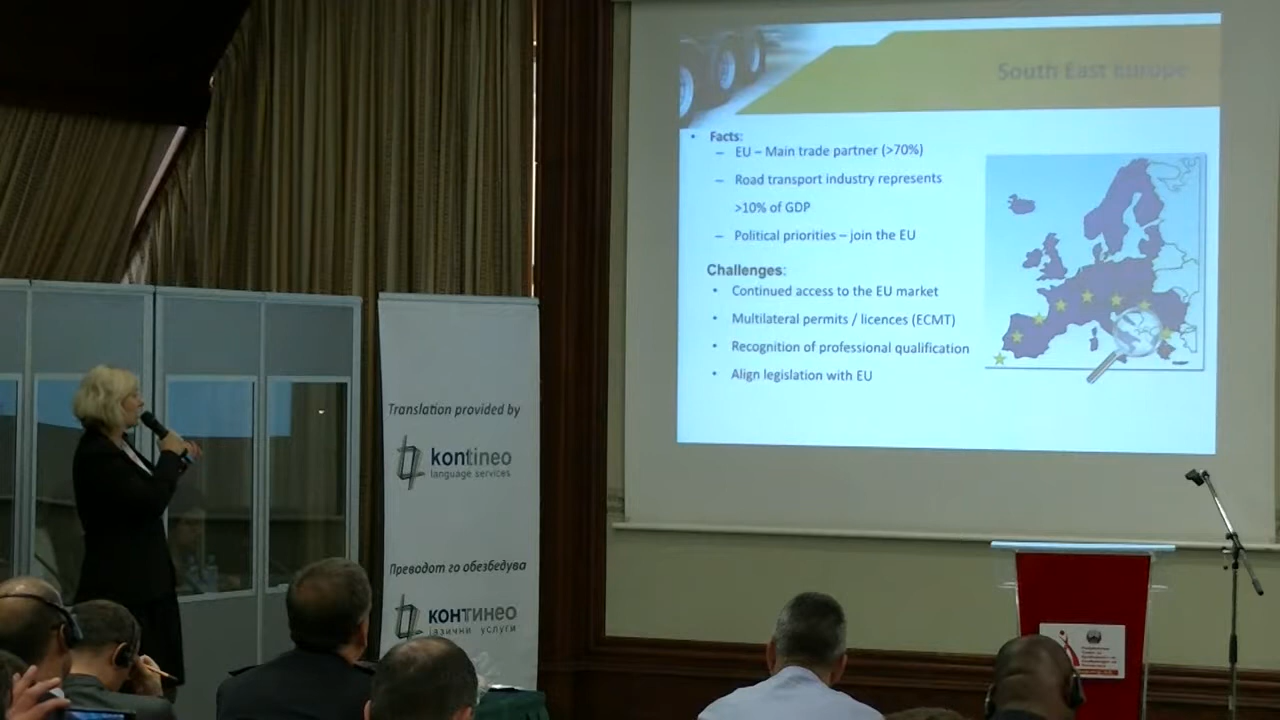 South East Europe
Facts:
EU – Main trade partner (>70%)
Road transport industry represents
>10% of GDP
Political priorities – join the EU
Challenges:
Continued access to the EU market
Multilateral permits / licences (ECMT)
Recognition of professional qualification
Align legislation with EU
Translation provided by
kontineo
language services
Преводот го обезбедува
континео
јазични услуги